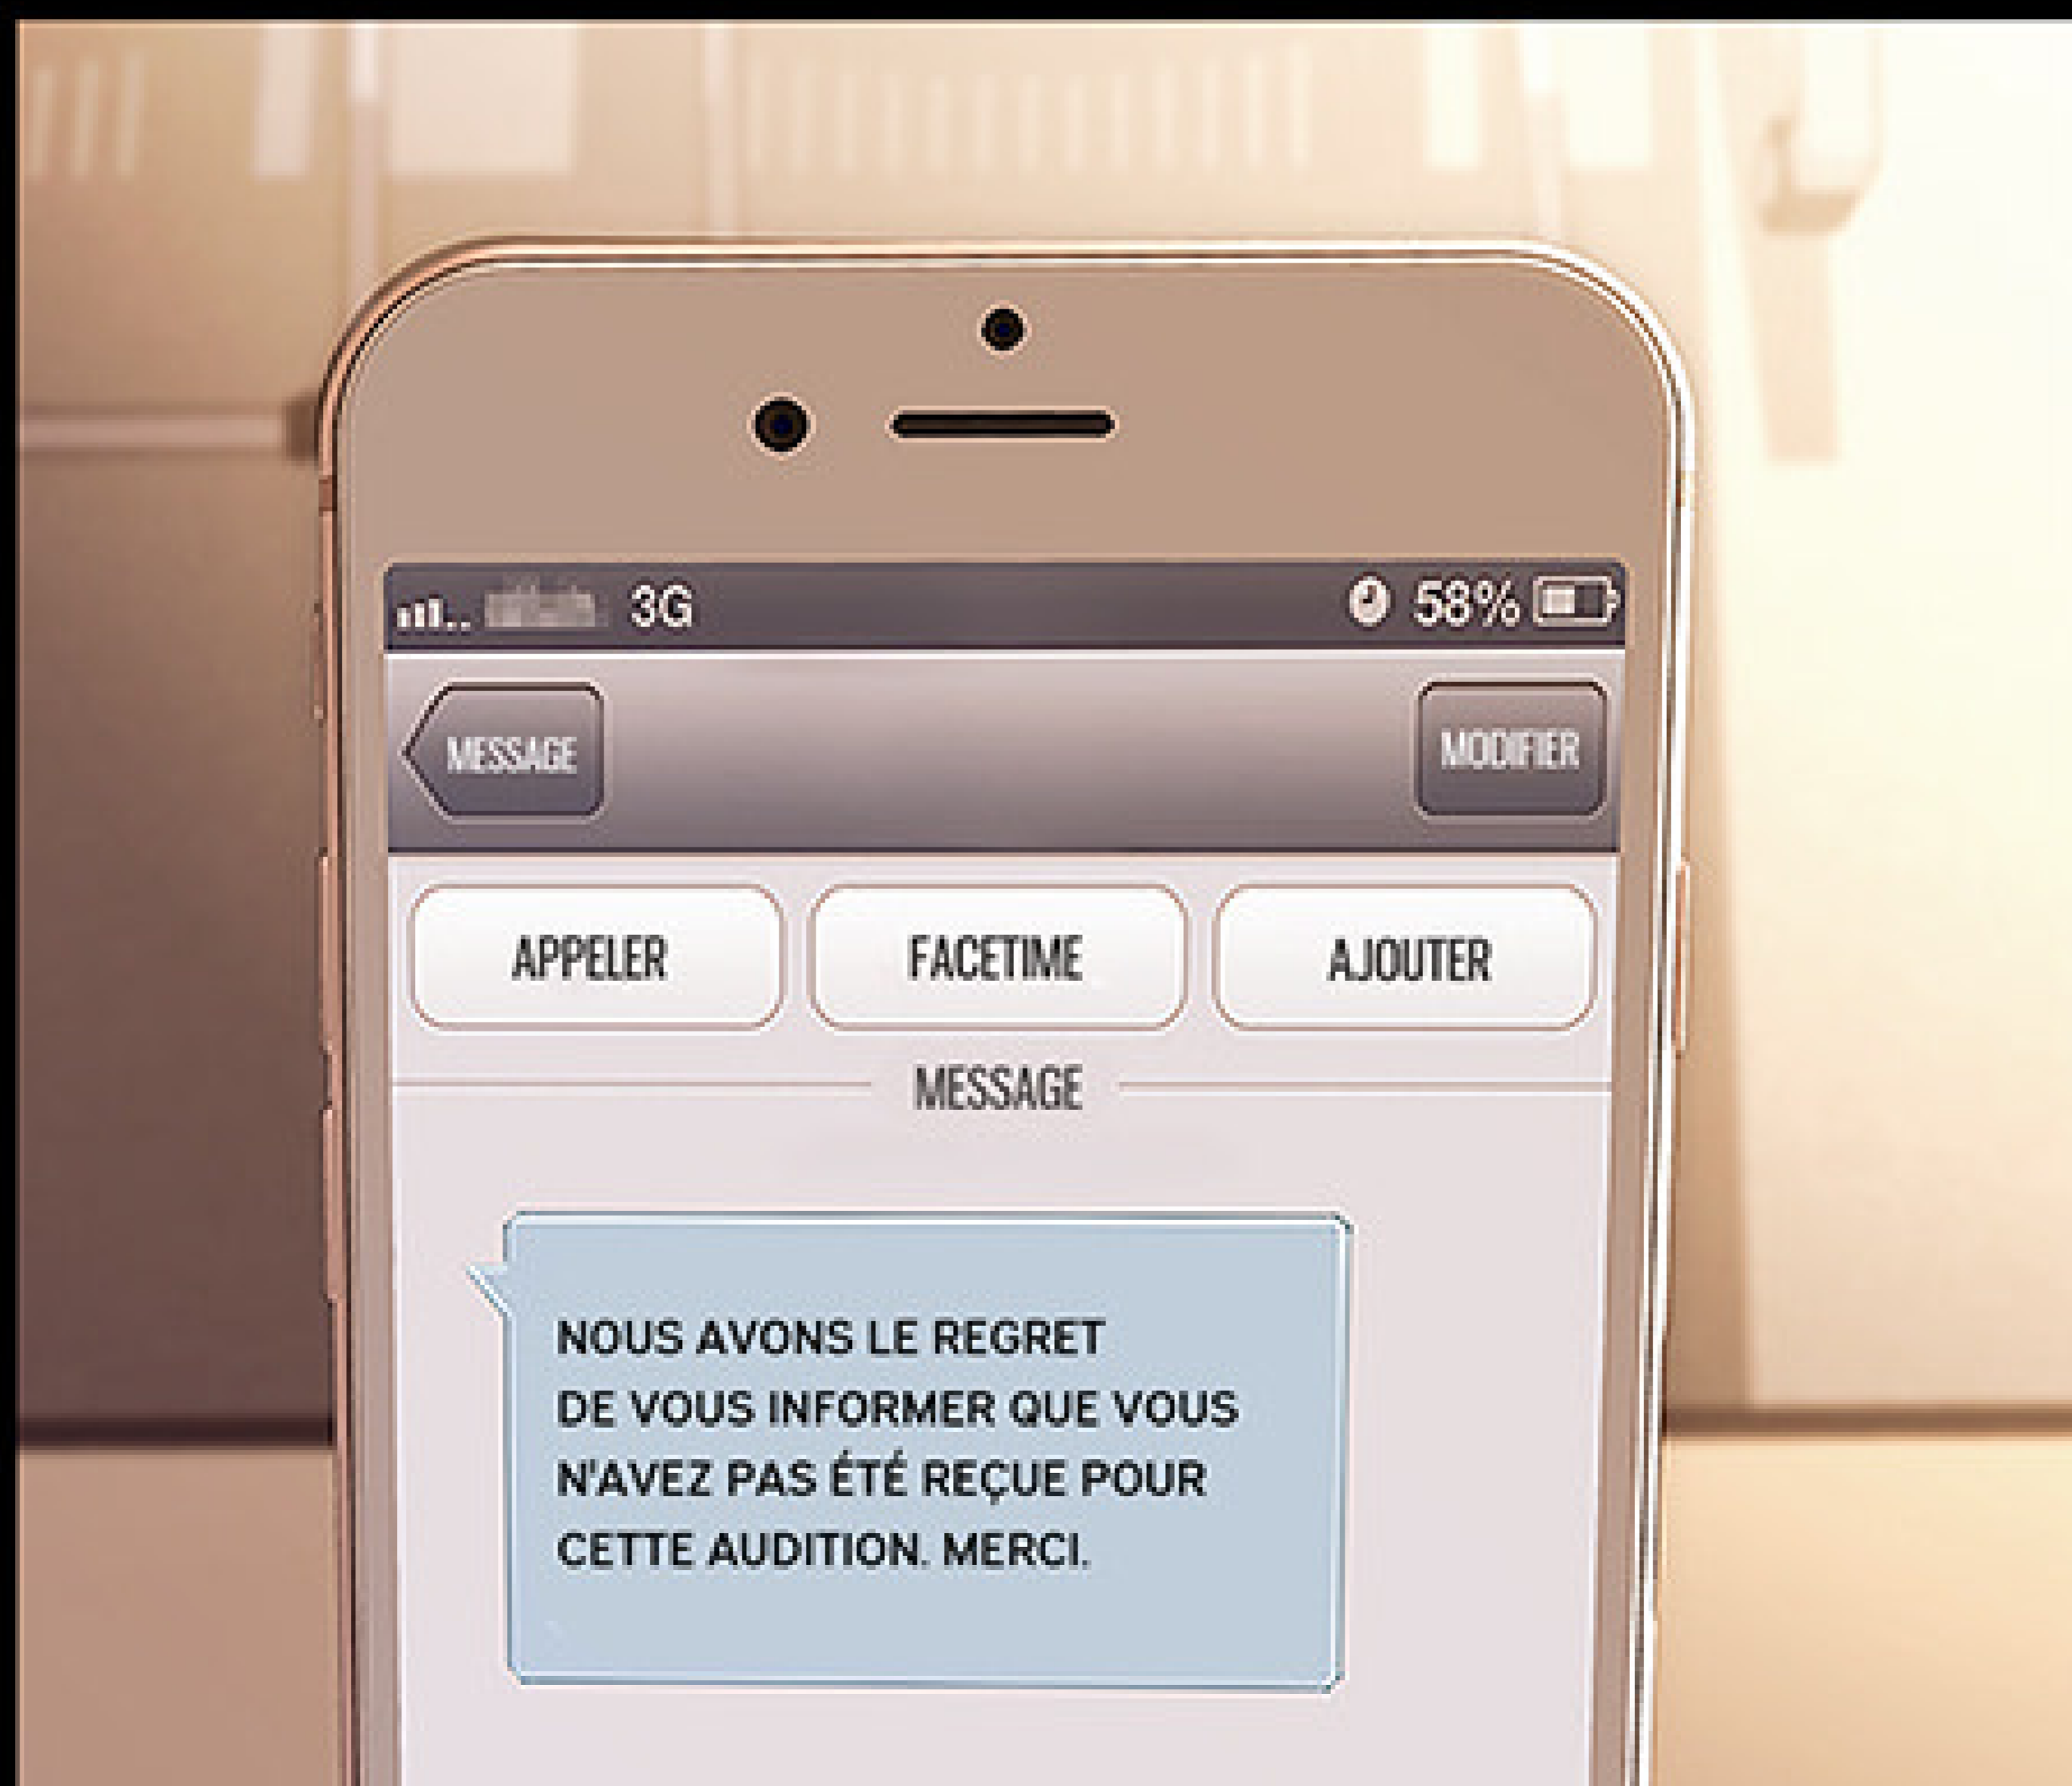 3G 58%
MESSAGE MODIFIER
APPELER FACETIME AJOUTER
MESSAGE
NOUS AVONS LE REGRET
DE VOUS INFORMER QUE VOUS
N'AVEZ PAS ÉTÉ REÇUE POUR
CETTE AUDITION. MERCI.